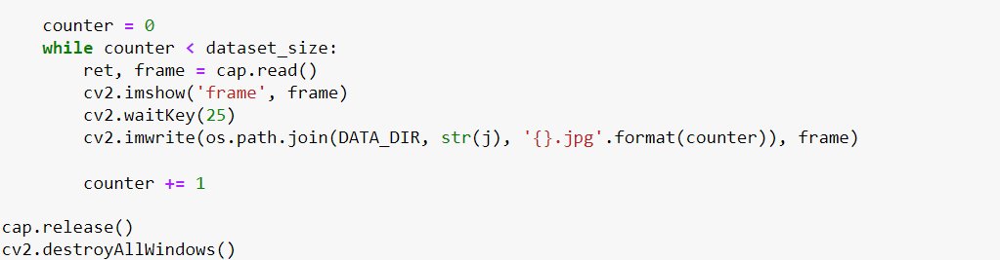 counter = 0
while counter < dataset_size:
ret, frame = cap.read()
cv2.imshow('frame', frame)
cv2.waitKey(25)
cv2.imwrite(os.path.join(DATA_DIR, str(j), '{}.jpg'.format(counter)), frame)
counter += 1
cap.release()
cv2.destroyAllWindows()